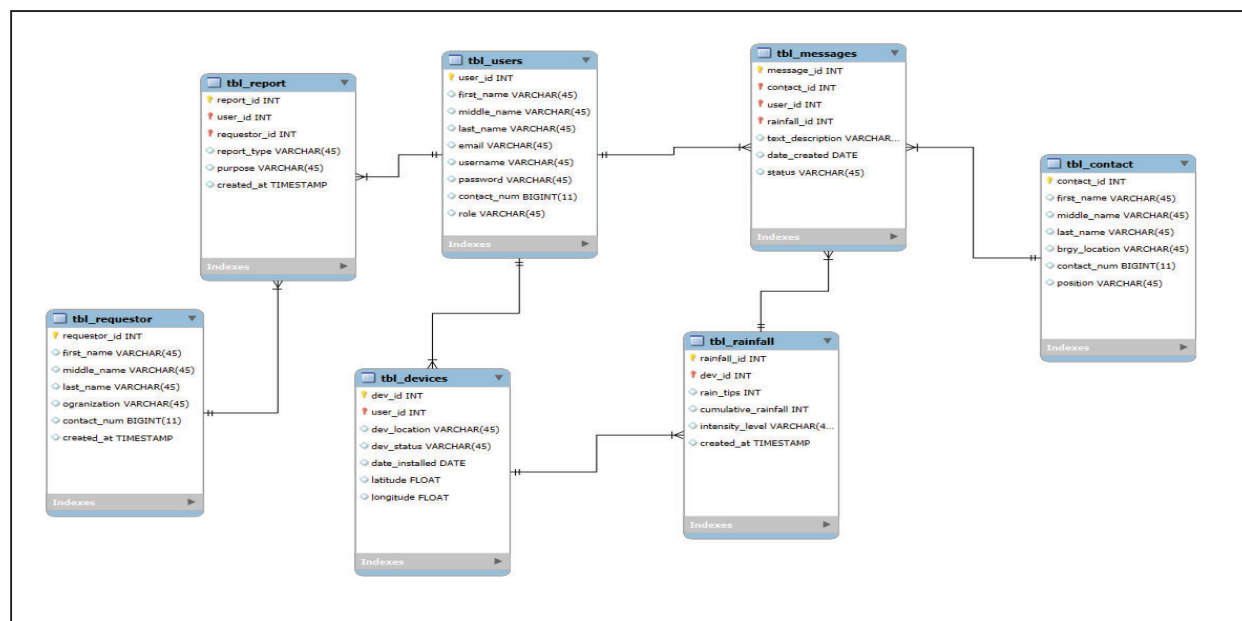 tbl_report
report_id INT
user_id INT
requestor_id INT
report_type VARCHAR(45)
purpose VARCHAR(45)
created_at TIMESTAMP
Indexes
tbl_users
user_id INT
first_name VARCHAR(45)
middle_name VARCHAR(45)
last_name VARCHAR(45)
email VARCHAR(45)
username VARCHAR(45)
password VARCHAR(45)
contact_num BIGINT(11)
role VARCHAR(45)
Indexes
tbl_messages
message_id INT
contact_id INT
user_id INT
rainfall_id INT
text_description VARCHAR...
date_created DATE
status VARCHAR(45)
Indexes
tbl_contact
contact_id INT
first_name VARCHAR(45)
middle_name VARCHAR(45)
last_name VARCHAR(45)
brgy_location VARCHAR(45)
contact_num BIGINT(11)
position VARCHAR(45)
Indexes
tbl_requestor
requestor_id INT
first_name VARCHAR(45)
middle_name VARCHAR(45)
last_name VARCHAR(45)
ogranization VARCHAR(45)
contact_num BIGINT(11)
created_at TIMESTAMP
Indexes
tbl_devices
dev_id INT
user_id INT
dev_location VARCHAR(45)
dev_status VARCHAR(45)
date_installed DATE
latitude FLOAT
longitude FLOAT
Indexes
tbl_rainfall
rainfall_id INT
dev_id INT
rain_tips INT
cumulative_rainfall INT
intensity_level VARCHAR(4...
created_at TIMESTAMP
Indexes